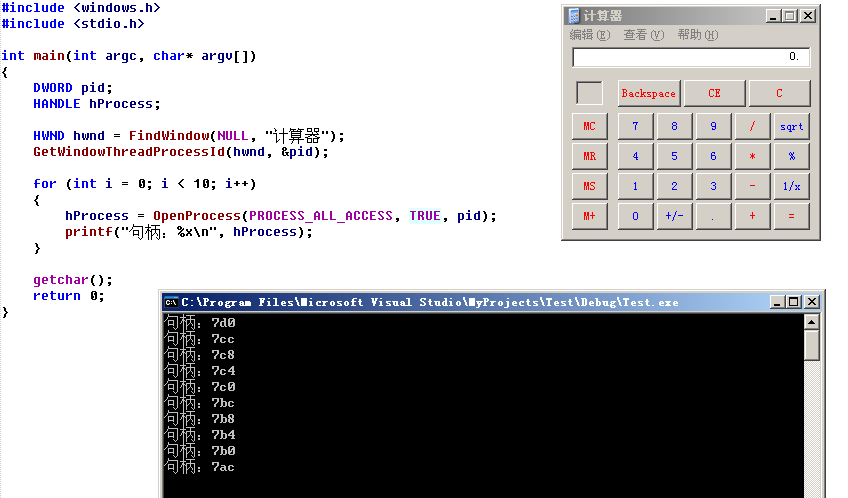 #include <windows.h>
#include <stdio.h>
int main(int argc, char* argv[])
{
DWORD pid;
HANDLE hProcess;
HWND hwnd = FindWindow(NULL, "计算器");
GetWindowThreadProcessId(hwnd, &pid);
for (int i = 0; i < 10; i++)
{
hProcess = OpenProcess(PROCESS_ALL_ACCESS, TRUE, pid);
printf("句柄：%x\n", hProcess);
}
getchar();
return 0;
}
计算器
编辑(E) 查看(V) 帮助(H)
0.
Backspace CE C
MC 7 8 9 / sqrt
MR 4 5 6 * %
MS 1 2 3 - 1/x
M+ 0 +/- . + =
C:\Program Files\Microsoft Visual Studio\MyProjects\Test\Debug\Test.exe
句柄：7d0
句柄：7cc
句柄：7c8
句柄：7c4
句柄：7c0
句柄：7bc
句柄：7b8
句柄：7b4
句柄：7b0
句柄：7ac